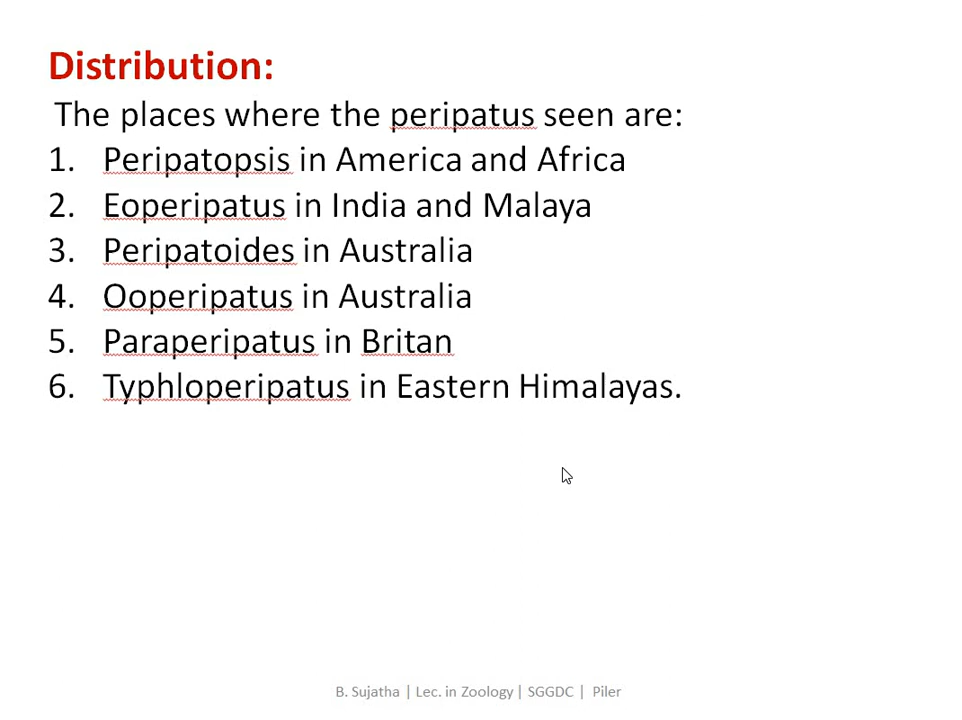 Distribution:
The places where the peripatus seen are:
1. Peripatopsis in America and Africa
2. Eoperipatus in India and Malaya
3. Peripatoides in Australia
4. Ooperipatus in Australia
5. Paraperipatus in Britan
6. Typhloperipatus in Eastern Himalayas.
B. Sujatha | Lec. in Zoology | SGGDC | Piler